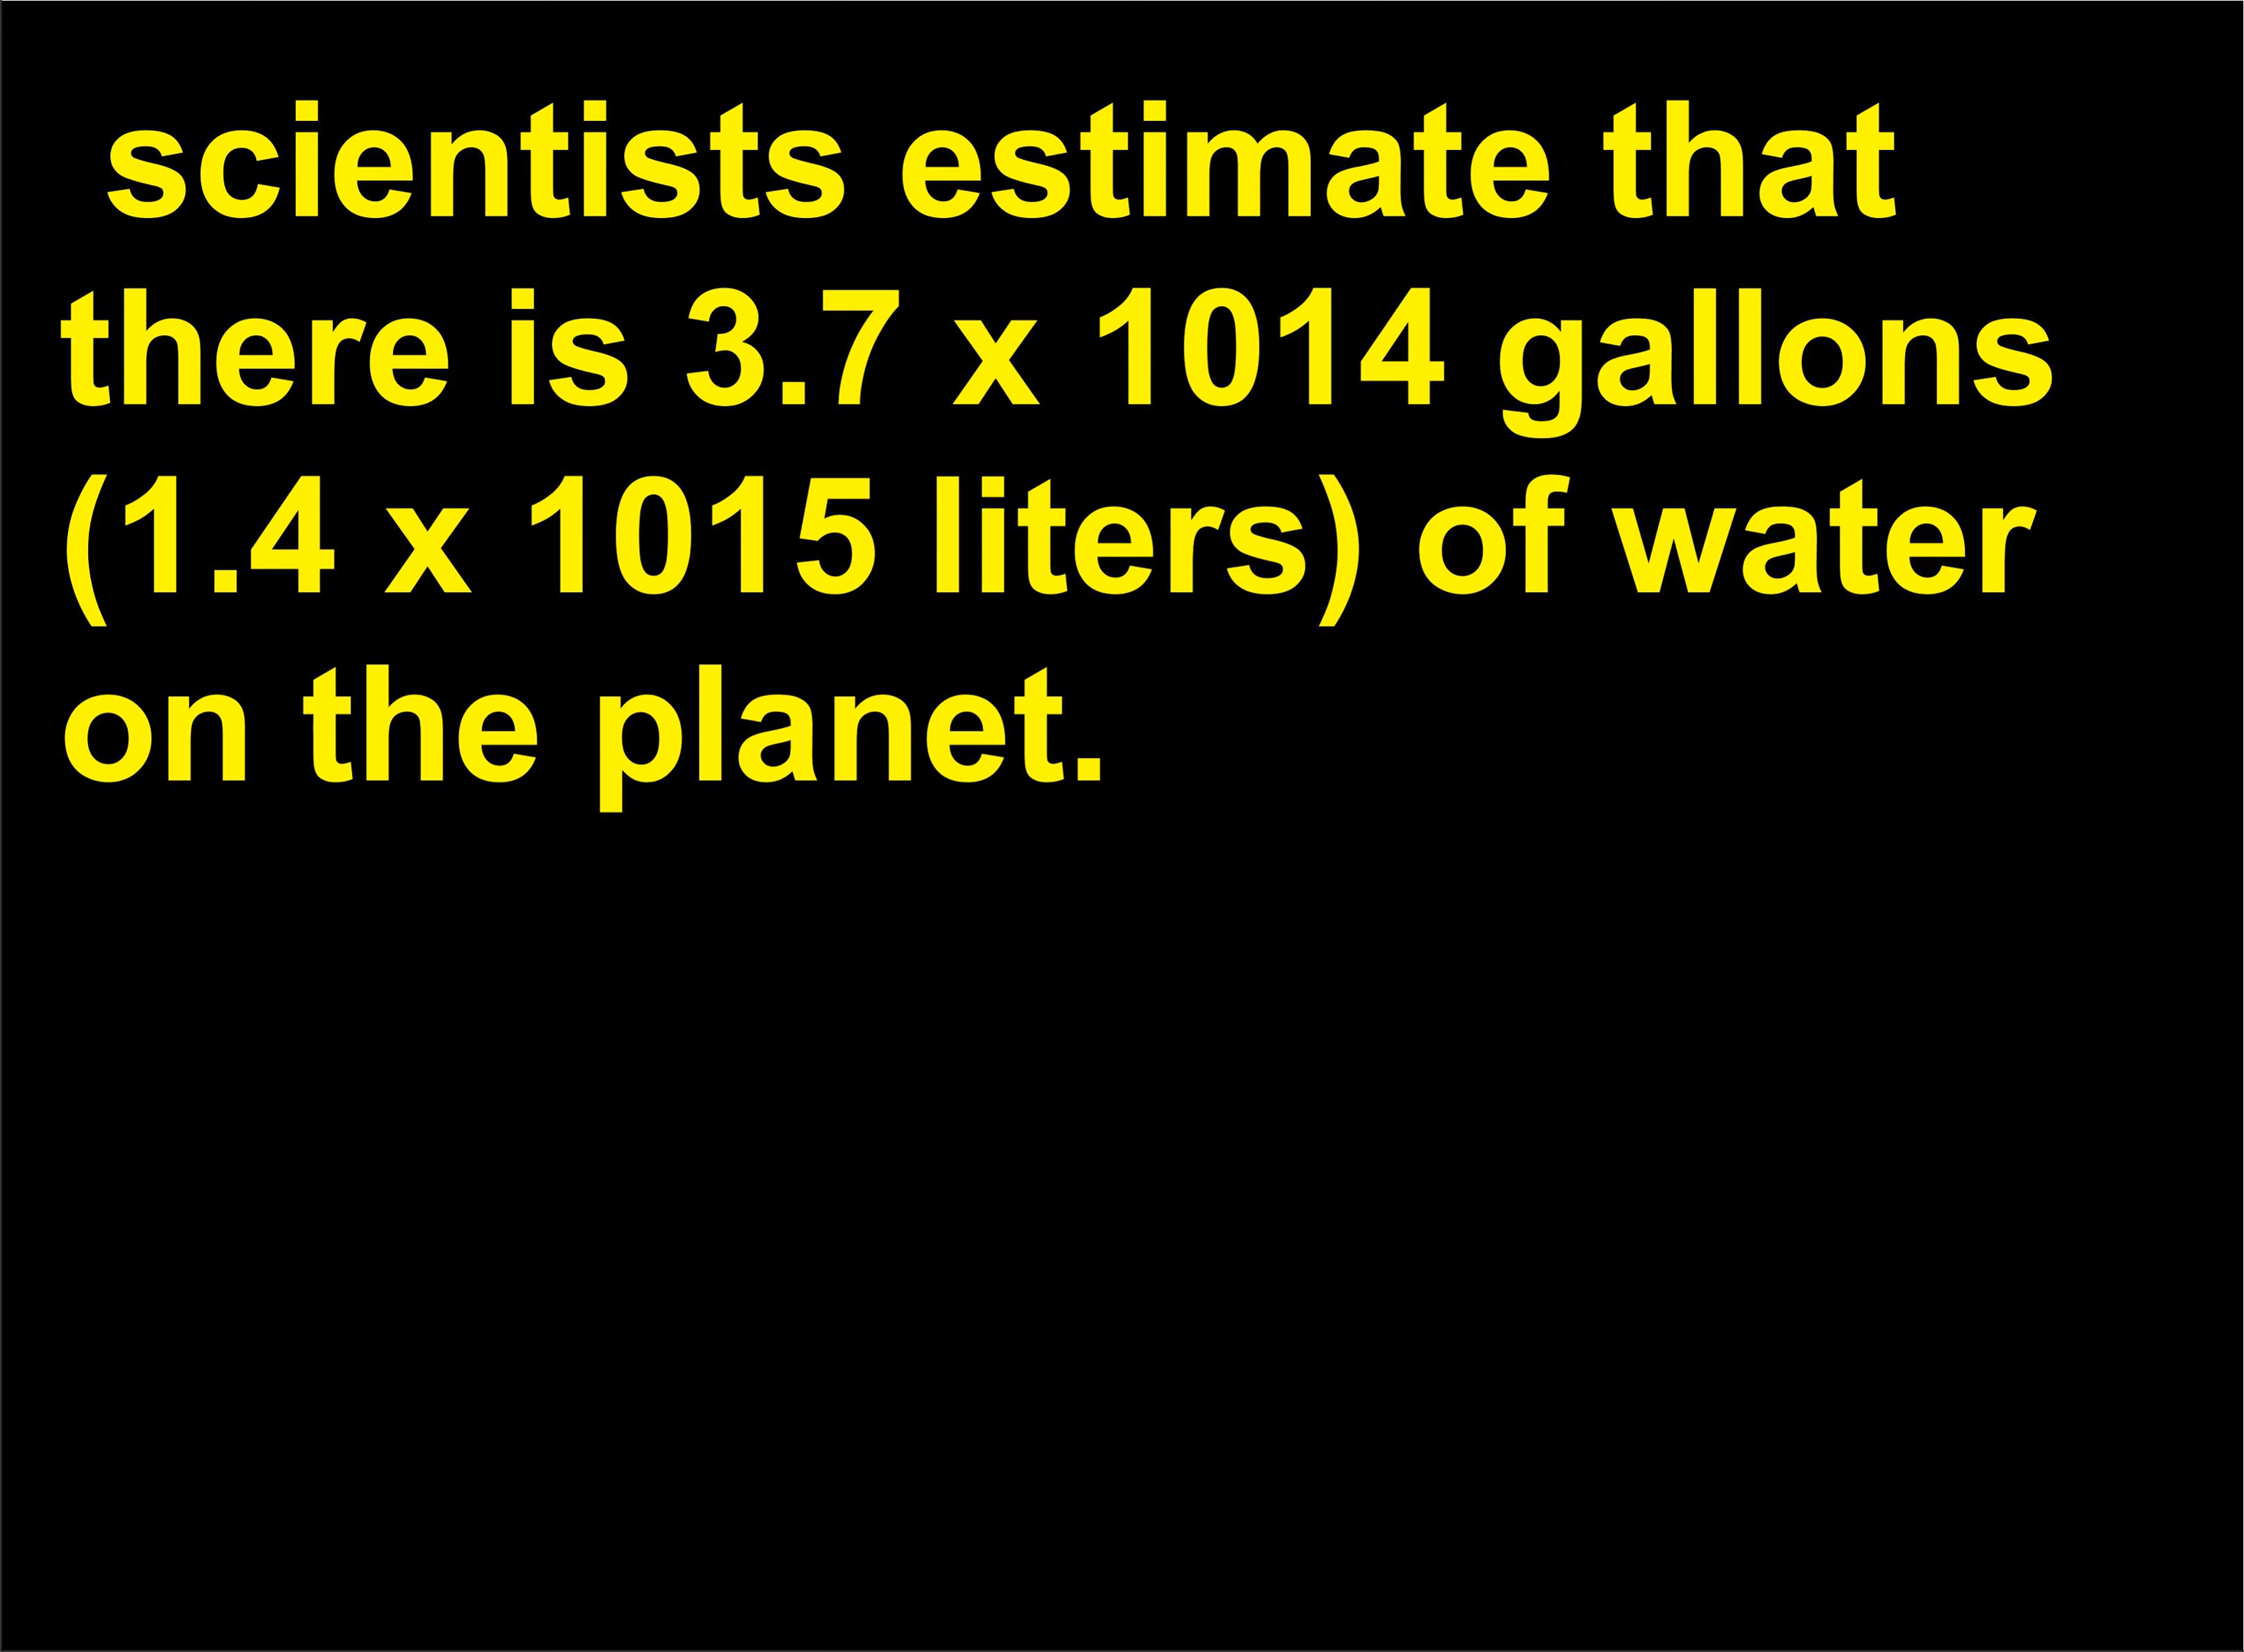 scientists estimate that
there is 3.7 x 1014 gallons
(1.4 x 1015 liters) of water
on the planet.